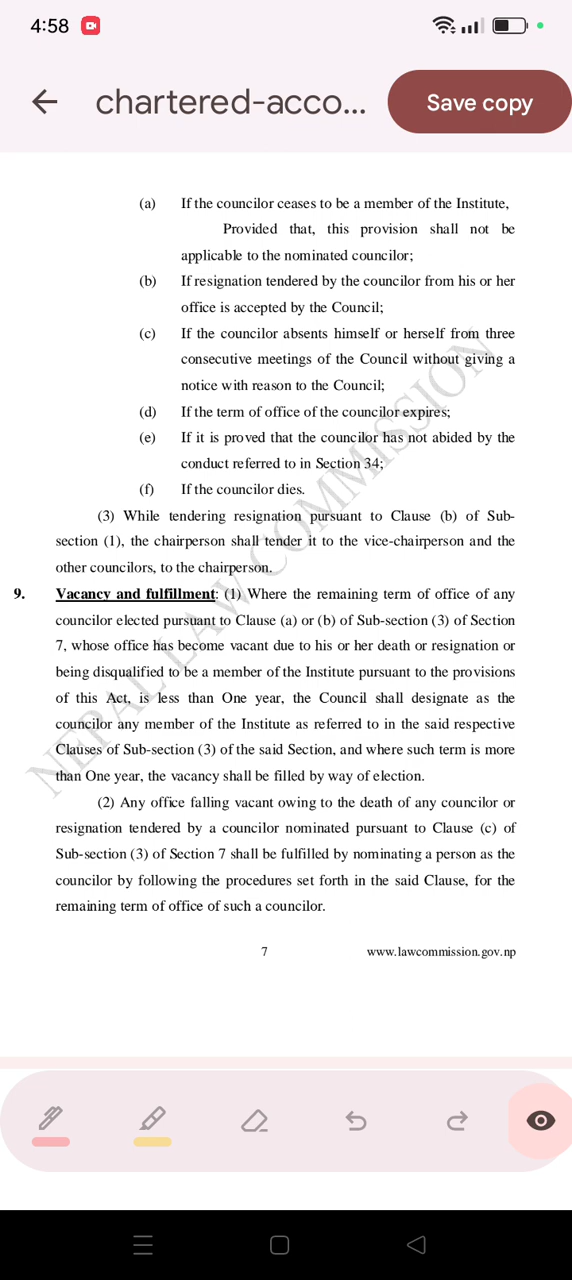 4:58
chartered-acco...
Save copy
(a) If the councilor ceases to be a member of the Institute,
Provided that, this provision shall not be
applicable to the nominated councilor;
(b) If resignation tendered by the councilor from his or her
office is accepted by the Council;
(c) If the councilor absents himself or herself from three
consecutive meetings of the Council without giving a
notice with reason to the Council;
(d) If the term of office of the councilor expires;
(e) If it is proved that the councilor has not abided by the
conduct referred to in Section 34;
(f) If the councilor dies.
(3) While tendering resignation pursuant to Clause (b) of Sub-
section (1), the chairperson shall tender it to the vice-chairperson and the
other councilors, to the chairperson.
9. Vacancy and fulfillment: (1) Where the remaining term of office of any
councilor elected pursuant to Clause (a) or (b) of Sub-section (3) of Section
7, whose office has become vacant due to his or her death or resignation or
being disqualified to be a member of the Institute pursuant to the provisions
of this Act, is less than One year, the Council shall designate as the
councilor any member of the Institute as referred to in the said respective
Clauses of Sub-section (3) of the said Section, and where such term is more
than One year, the vacancy shall be filled by way of election.
(2) Any office falling vacant owing to the death of any councilor or
resignation tendered by a councilor nominated pursuant to Clause (c) of
Sub-section (3) of Section 7 shall be fulfilled by nominating a person as the
councilor by following the procedures set forth in the said Clause, for the
remaining term of office of such a councilor.
NEPAL LAW COMMISSION
7 www.lawcommission.gov.np